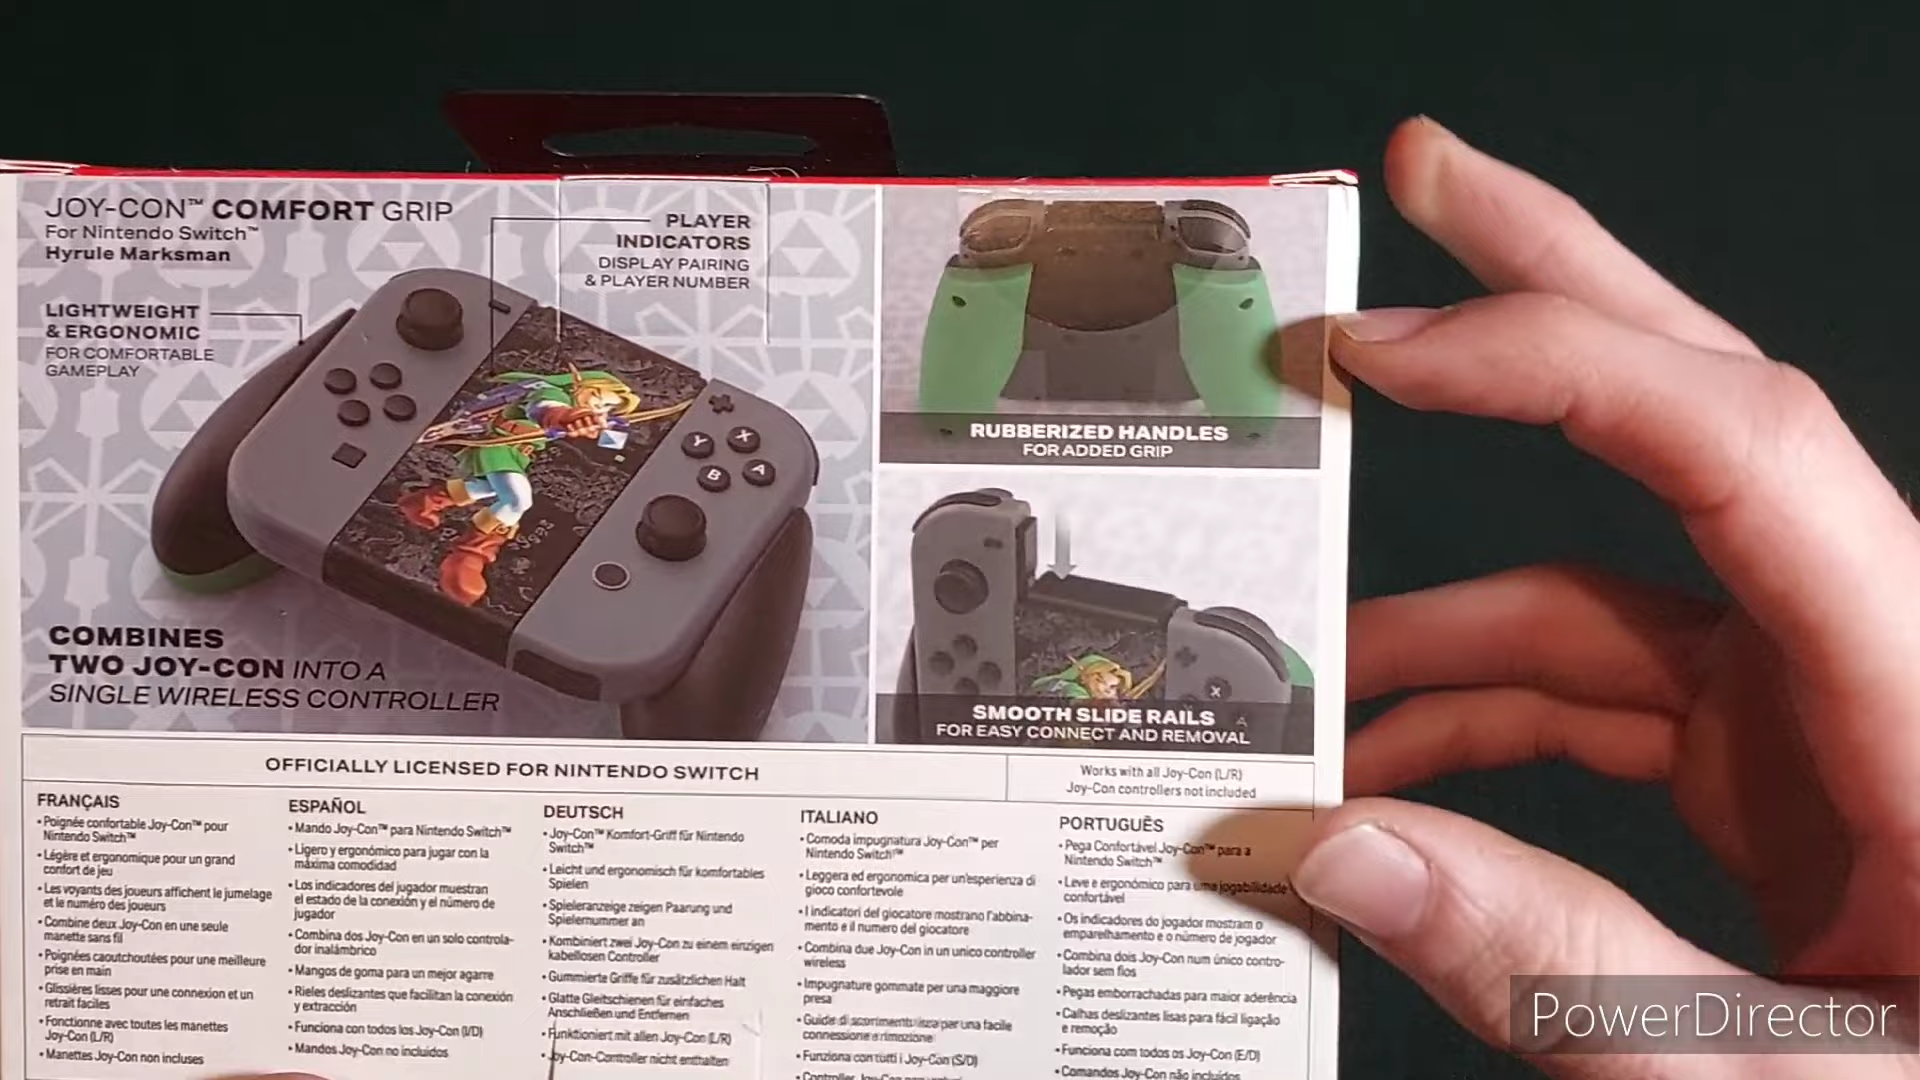 JOY-CON™ COMFORT GRIP
For Nintendo Switch™
Hyrule Marksman
PLAYER
INDICATORS
DISPLAY PAIRING
& PLAYER NUMBER
LIGHTWEIGHT
& ERGONOMIC
FOR COMFORTABLE
GAMEPLAY
COMBINES
TWO JOY-CON INTO A
SINGLE WIRELESS CONTROLLER
Y
X
B
A
RUBBERIZED HANDLES
FOR ADDED GRIP
X
A
SMOOTH SLIDE RAILS
FOR EASY CONNECT AND REMOVAL
OFFICIALLY LICENSED FOR NINTENDO SWITCH
Works with all Joy-Con (L/R)
Joy-Con controllers not included
FRANÇAIS
• Poignée confortable Joy-Con™ pour
Nintendo Switch™
• Légère et ergonomique pour un grand
confort de jeu
• Les voyants des joueurs affichent le jumelage
et le numéro des joueurs
• Combine deux Joy-Con en une seule
manette sans fil
• Poignées caoutchoutées pour une meilleure
prise en main
• Glissières lisses pour une connexion et un
retrait faciles
• Fonctionne avec toutes les manettes
Joy-Con (L/R)
• Manettes Joy-Con non incluses
ESPAÑOL
• Mando Joy-Con™ para Nintendo Switch™
• Ligero y ergonómico para jugar con la
máxima comodidad
• Los indicadores del jugador muestran
el estado de la conexión y el número de
jugador
• Combina dos Joy-Con en un solo controla-
dor inalámbrico
• Mangos de goma para un mejor agarre
• Rieles deslizantes que facilitan la conexión
y extracción
• Funciona con todos los Joy-Con (I/D)
• Mandos Joy-Con no incluidos
DEUTSCH
• Joy-Con™ Komfort-Griff für Nintendo
Switch™
• Leicht und ergonomisch für komfortables
Spielen
• Spieleranzeige zeigen Paarung und
Spielernummer an
• Kombiniert zwei Joy-Con zu einem einzigen
kabellosen Controller
• Gummierte Griffe für zusätzlichen Halt
• Glatte Gleitschienen für einfaches
Anschließen und Entfernen
• Funktioniert mit allen Joy-Con (L/R)
• Joy-Con-Controller nicht enthalten
ITALIANO
• Comoda impugnatura Joy-Con™ per
Nintendo Switch™
• Leggera ed ergonomica per un'esperienza di
gioco confortevole
• I indicatori del giocatore mostrano l'abbina-
mento e il numero del giocatore
• Combina due Joy-Con in un unico controller
wireless
• Impugnature gommate per una maggiore
presa
• Guide di scorrimento lisce per una facile
connessione e rimozione
• Funziona con tutti i Joy-Con (S/D)
• Controller Joy-Con non
PORTUGUÊS
• Pega Confortável Joy-Con™ para a
Nintendo Switch™
• Leve e ergonómico para uma jogabilidade
confortável
• Os indicadores do jogador mostram o
emparelhamento e o número de jogador
• Combina dois Joy-Con num único contro-
lador sem fios
• Pegas emborrachadas para maior aderência
• Calhas deslizantes lisas para fácil ligação
e remoção
• Funciona com todos os Joy-Con (E/D)
• Comandos Joy-Con não incluídos
PowerDirector